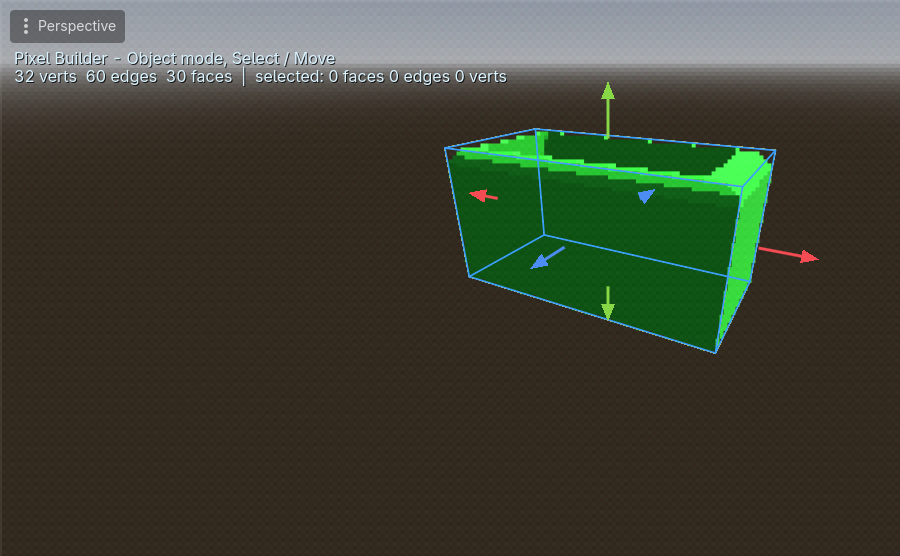 Perspective
Pixel Builder - Object mode, Select / Move
32 verts  60 edges  30 faces  |  selected: 0 faces 0 edges 0 verts